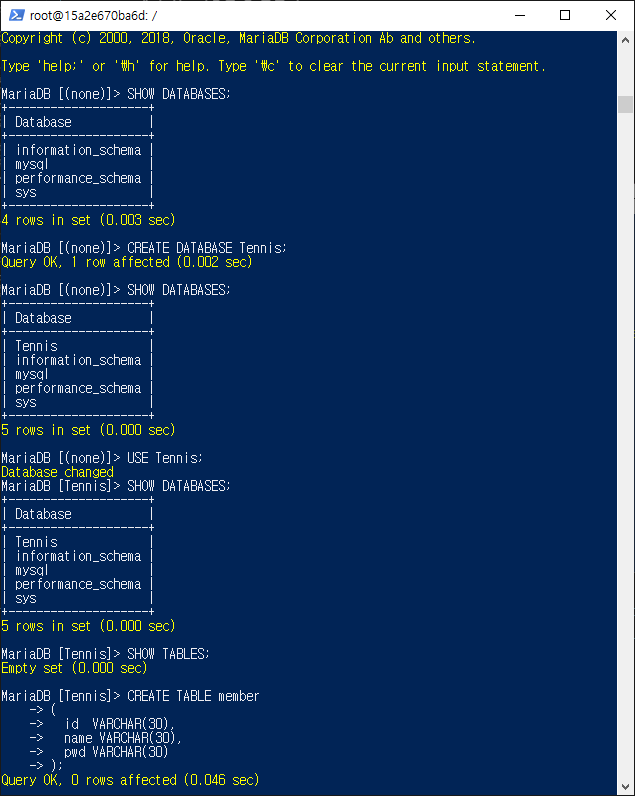 root@15a2e670ba6d: /
Copyright (c) 2000, 2018, Oracle, MariaDB Corporation Ab and others.
Type 'help;' or '₩h' for help. Type '₩c' to clear the current input statement.
MariaDB [(none)]> SHOW DATABASES;
+--------------------+
| Database           |
+--------------------+
| information_schema |
| mysql              |
| performance_schema |
| sys                |
+--------------------+
4 rows in set (0.003 sec)
MariaDB [(none)]> CREATE DATABASE Tennis;
Query OK, 1 row affected (0.002 sec)
MariaDB [(none)]> SHOW DATABASES;
+--------------------+
| Database           |
+--------------------+
| Tennis             |
| information_schema |
| mysql              |
| performance_schema |
| sys                |
+--------------------+
5 rows in set (0.000 sec)
MariaDB [(none)]> USE Tennis;
Database changed
MariaDB [Tennis]> SHOW DATABASES;
+--------------------+
| Database           |
+--------------------+
| Tennis             |
| information_schema |
| mysql              |
| performance_schema |
| sys                |
+--------------------+
5 rows in set (0.000 sec)
MariaDB [Tennis]> SHOW TABLES;
Empty set (0.000 sec)
MariaDB [Tennis]> CREATE TABLE member
    -> (
    ->   id  VARCHAR(30),
    ->   name VARCHAR(30),
    ->   pwd VARCHAR(30)
    -> );
Query OK, 0 rows affected (0.046 sec)